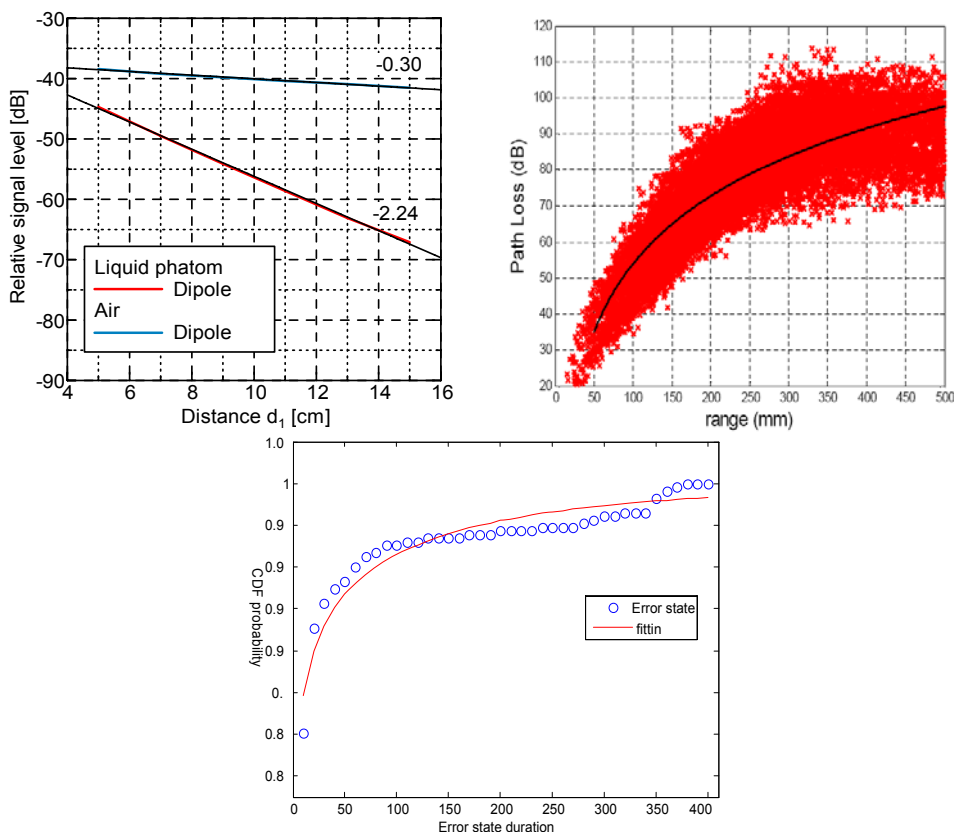 Relative signal level [dB]
-30
-40
-50
-60
-70
-80
-90
-0.30
-2.24
Liquid phatom
Dipole
Air
Dipole
4 6 8 10 12 14 16
Distance d1 [cm]
Path Loss (dB)
120
110
100
90
80
70
60
50
40
30
20
0 50 100 150 200 250 300 350 400 450 500
range (mm)
CDF probability
1.0
1
0.9
0.9
0.9
0.9
0.
0.8
0.8
Error state
fittin
0 50 100 150 200 250 300 350 400
Error state duration